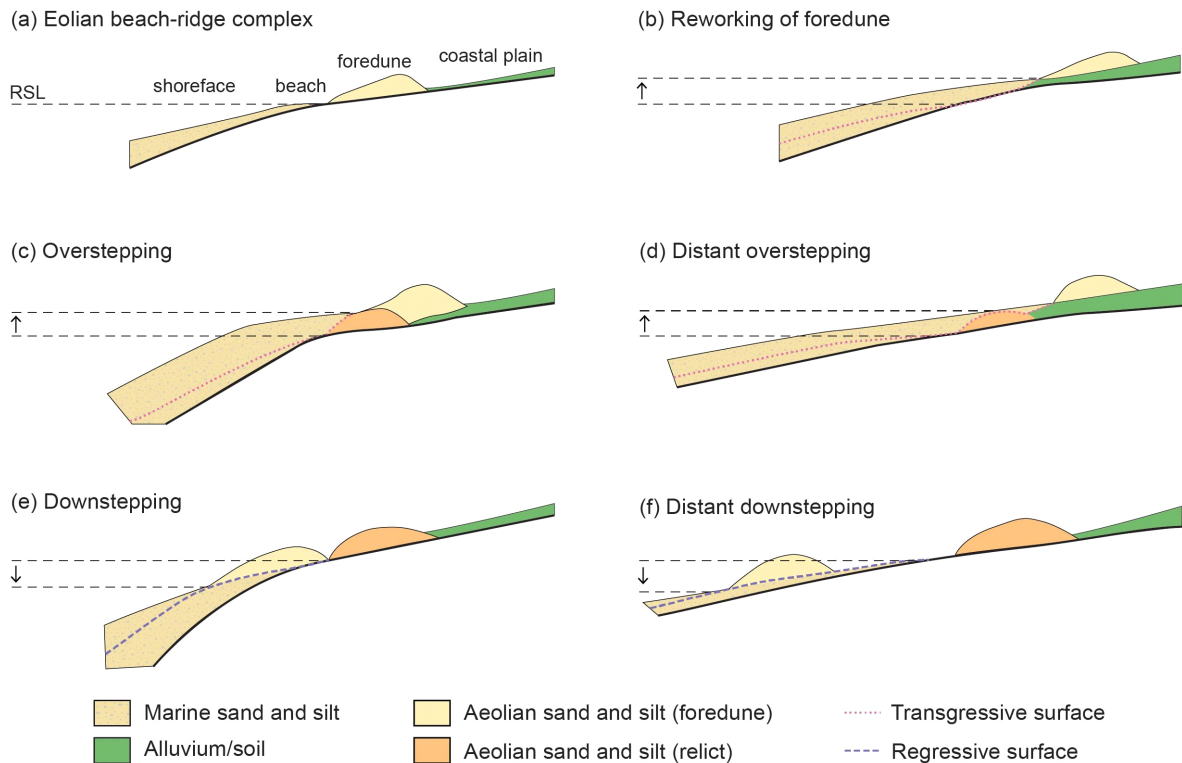 (a) Eolian beach-ridge complex
(b) Reworking of foredune
RSL
shoreface
beach
foredune
coastal plain
↑
(c) Overstepping
(d) Distant overstepping
↑
↑
(e) Downstepping
(f) Distant downstepping
↓
↓
Marine sand and silt
Aeolian sand and silt (foredune)
Transgressive surface
Alluvium/soil
Aeolian sand and silt (relict)
Regressive surface